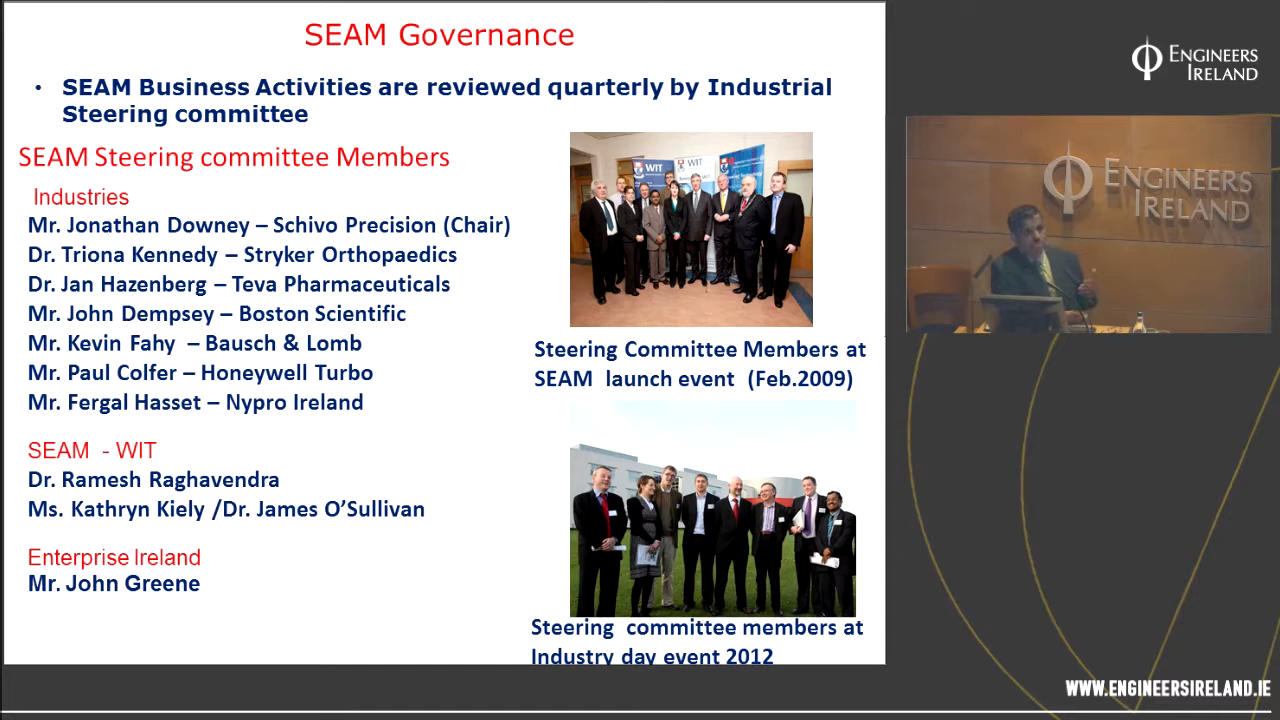 SEAM Governance
• SEAM Business Activities are reviewed quarterly by Industrial
Steering committee
SEAM Steering committee Members
Industries
Mr. Jonathan Downey – Schivo Precision (Chair)
Dr. Triona Kennedy – Stryker Orthopaedics
Dr. Jan Hazenberg – Teva Pharmaceuticals
Mr. John Dempsey – Boston Scientific
Mr. Kevin Fahy – Bausch & Lomb
Mr. Paul Colfer – Honeywell Turbo
Mr. Fergal Hasset – Nypro Ireland
SEAM - WIT
Dr. Ramesh Raghavendra
Ms. Kathryn Kiely /Dr. James O’Sullivan
Enterprise Ireland
Mr. John Greene
WIT
WIT
Steering Committee Members at
SEAM launch event (Feb.2009)
Steering committee members at
Industry day event 2012
ENGINEERS
IRELAND
ENGINEERS
IRELAND
WWW.ENGINEERSIRELAND.IE